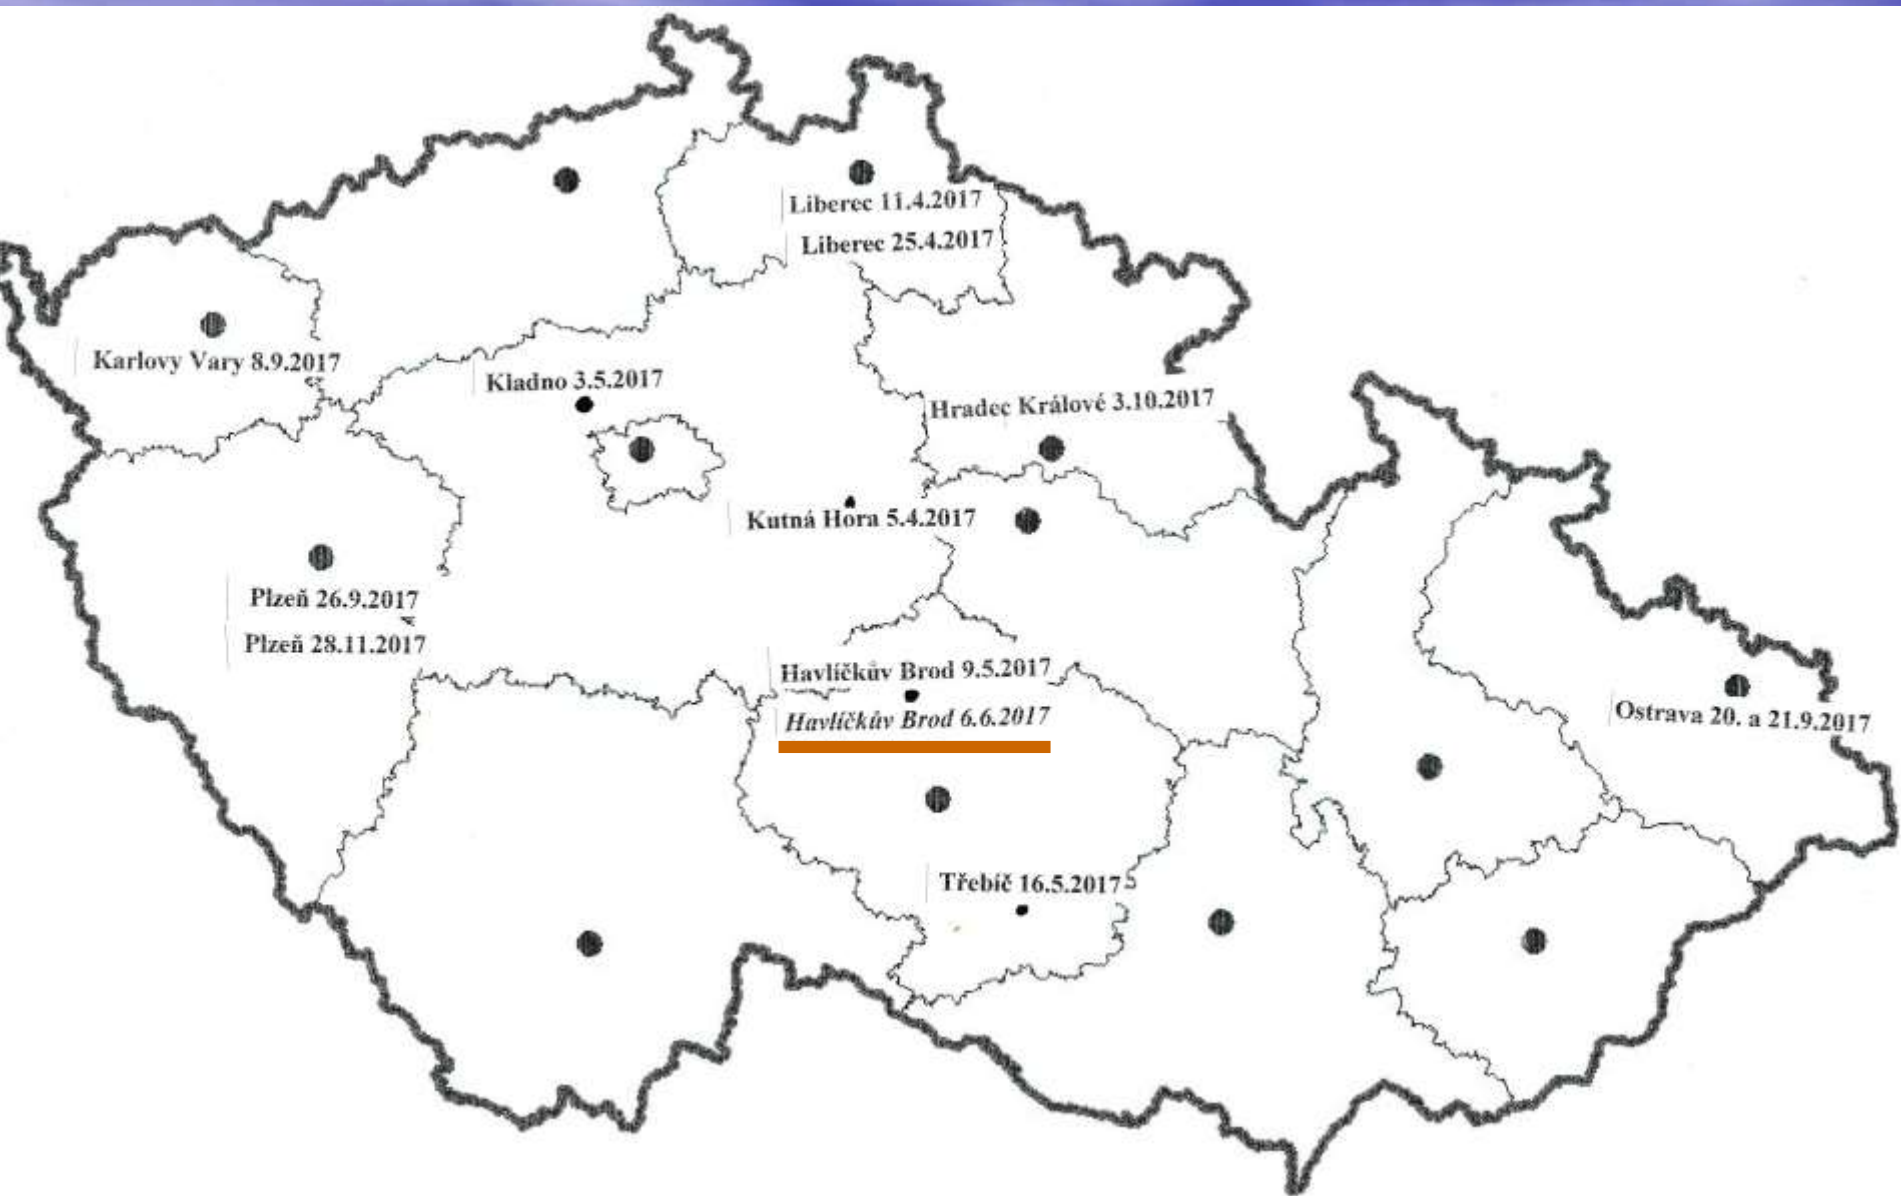 Liberec 11.4.2017
Liberec 25.4.2017
Karlovy Vary 8.9.2017
Kladno 3.5.2017
Hradec Králové 3.10.2017
Kutná Hora 5.4.2017
Plzeň 26.9.2017
Plzeň 28.11.2017
Havlíčkův Brod 9.5.2017
Havlíčkův Brod 6.6.2017
Ostrava 20. a 21.9.2017
Třebíč 16.5.2017